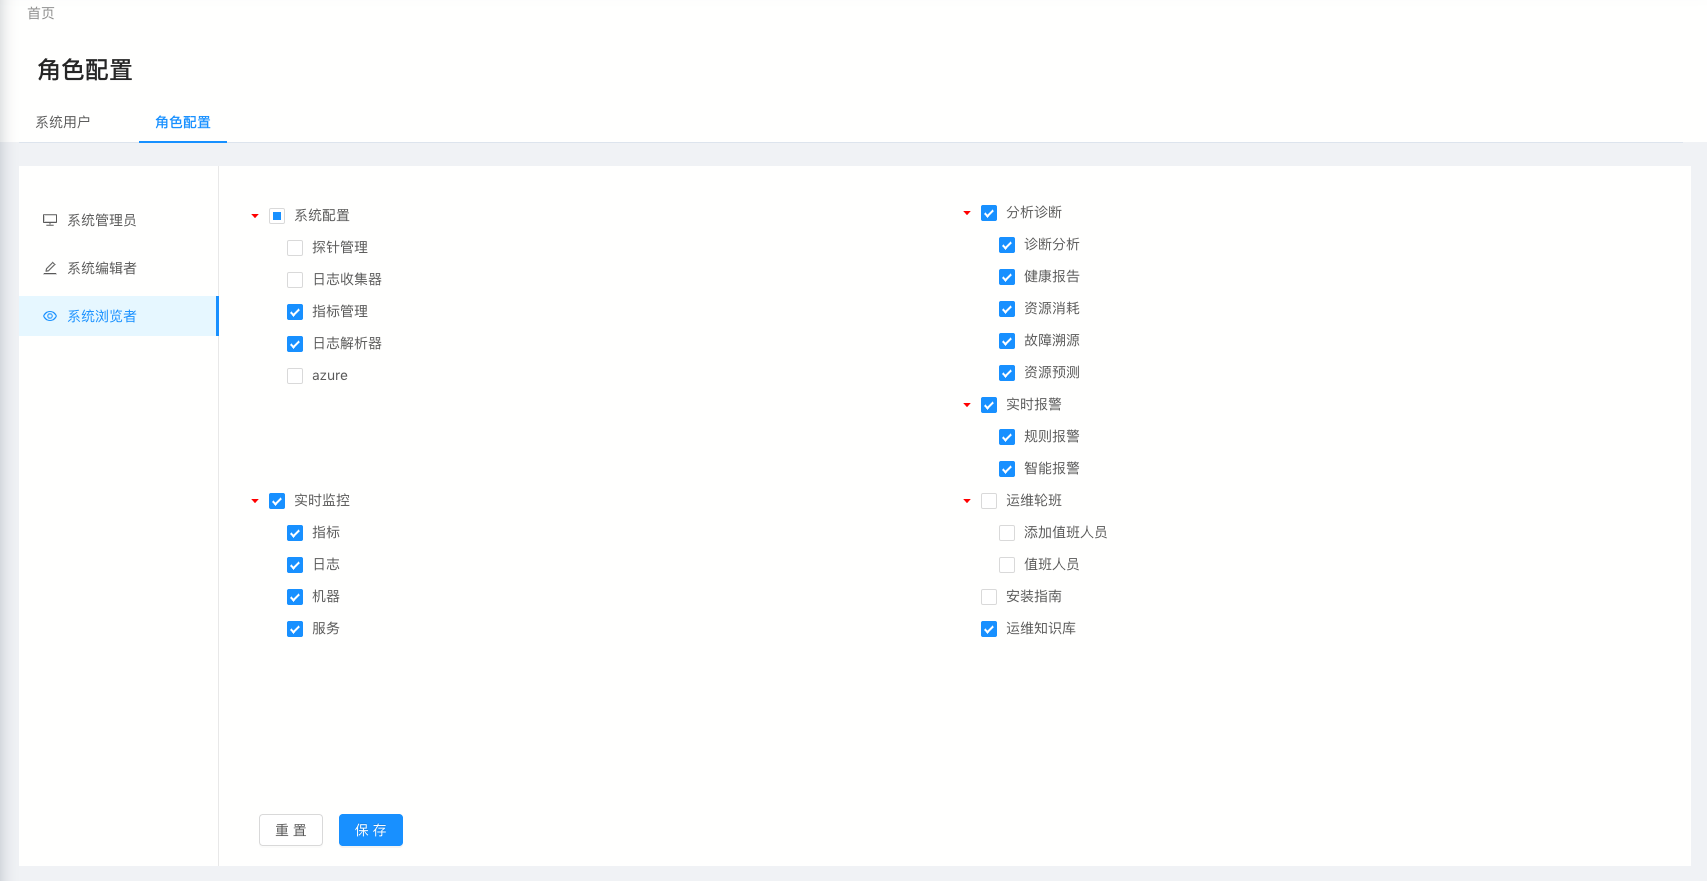 首页
角色配置
系统用户
角色配置
系统管理员
系统编辑者
系统浏览者
系统配置
探针管理
日志收集器
指标管理
日志解析器
azure
实时监控
指标
日志
机器
服务
分析诊断
诊断分析
健康报告
资源消耗
故障溯源
资源预测
实时报警
规则报警
智能报警
运维轮班
添加值班人员
值班人员
安装指南
运维知识库
重 置
保 存